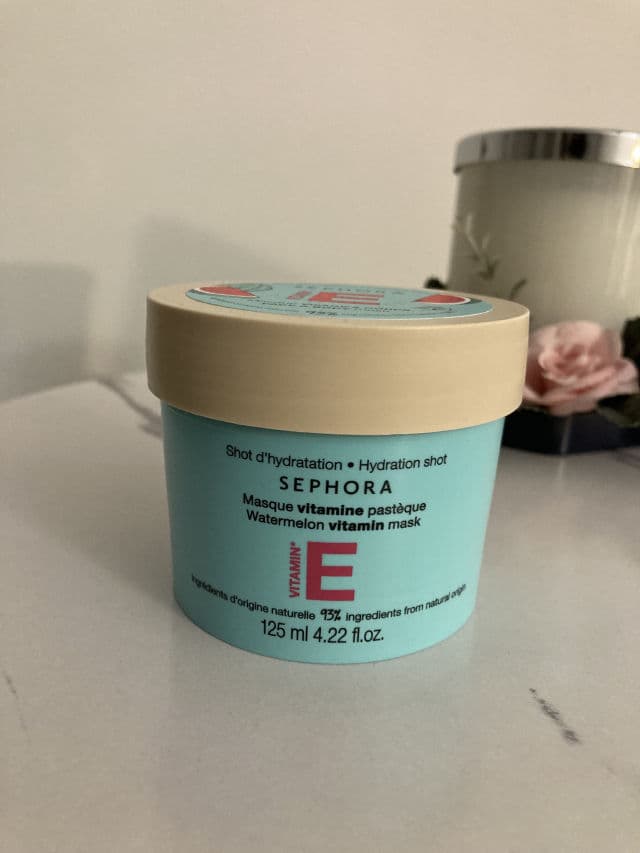 SEPHORA
E
Shot d'hydratation • Hydration shot
SEPHORA
Masque vitamine pastèque
Watermelon vitamin mask
VITAMIN*
E
ingrédients d'origine naturelle 93% ingredients from natural origin
125 ml 4.22 fl.oz.